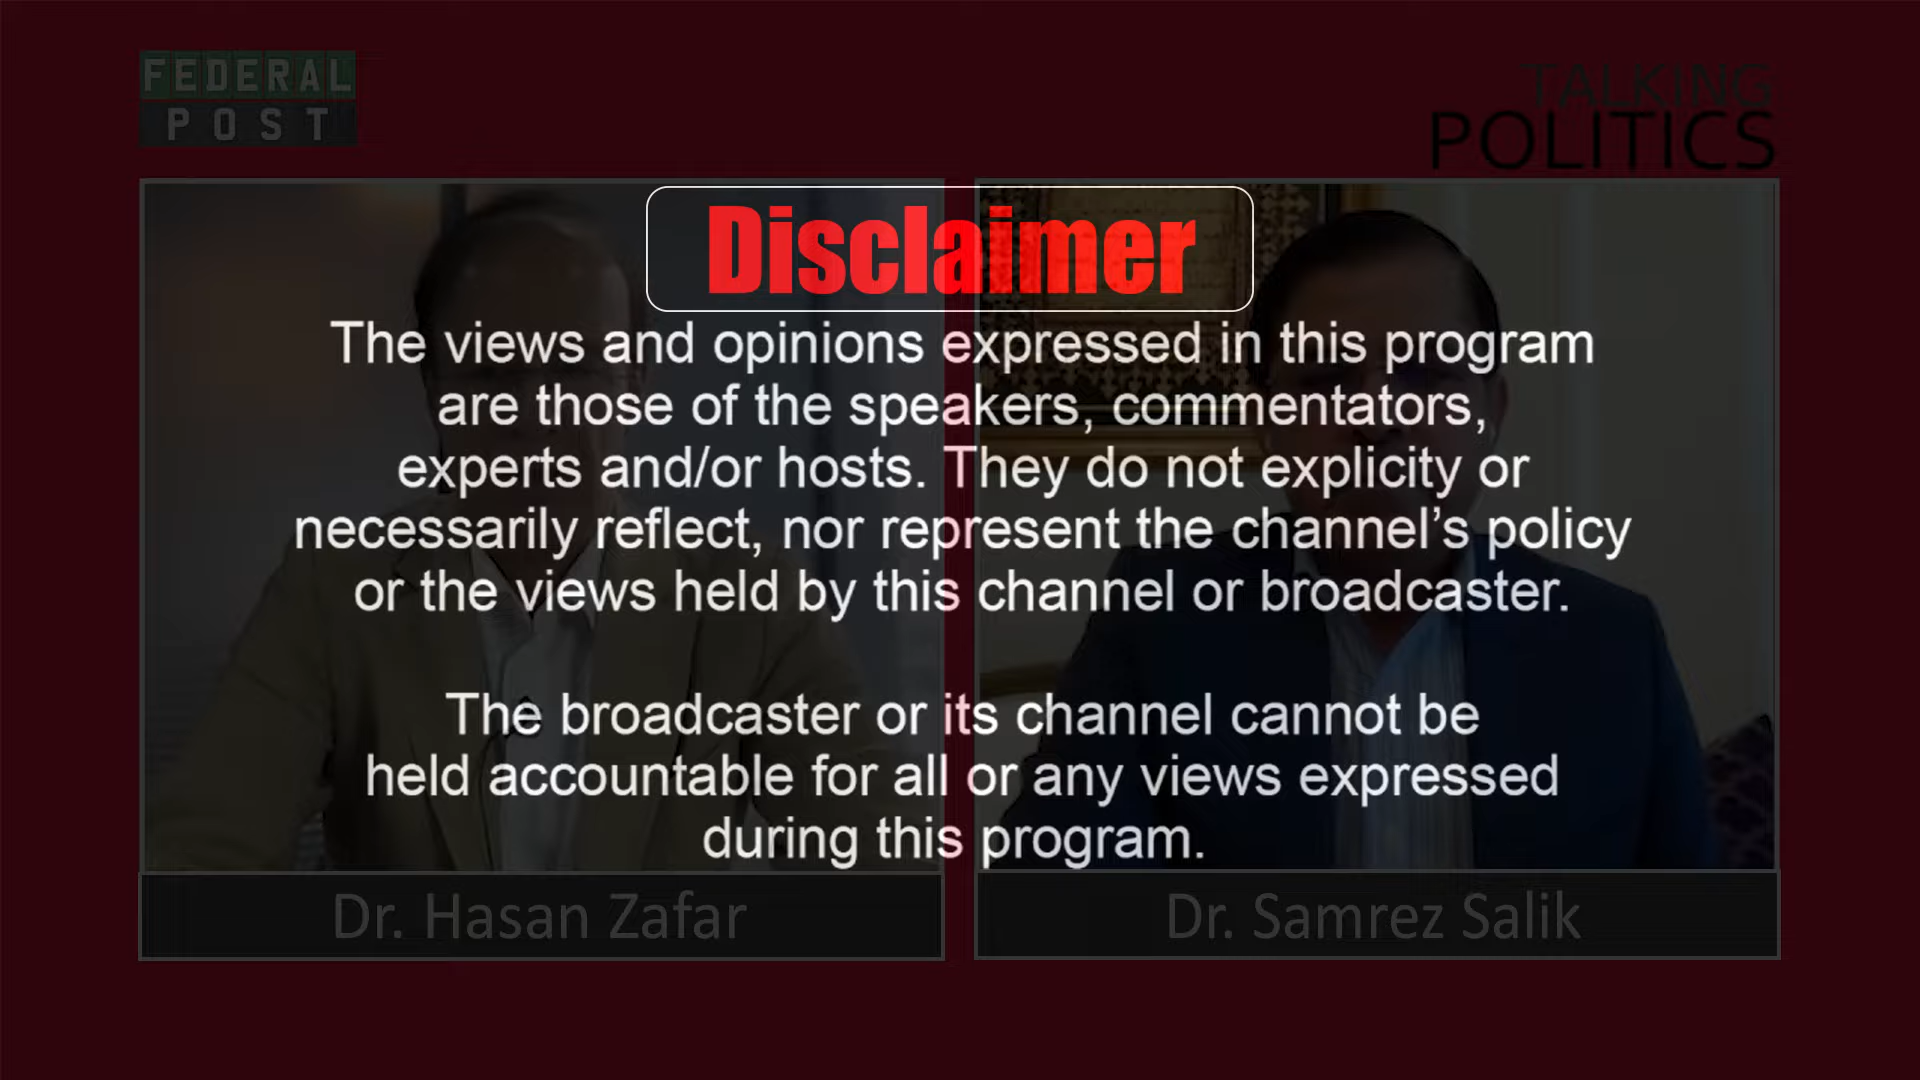 FEDERAL
POST
TALKING
POLITICS
Disclaimer
The views and opinions expressed in this program
are those of the speakers, commentators,
experts and/or hosts. They do not explicity or
necessarily reflect, nor represent the channel’s policy
or the views held by this channel or broadcaster.
The broadcaster or its channel cannot be
held accountable for all or any views expressed
during this program.
Dr. Hasan Zafar
Dr. Samrez Salik